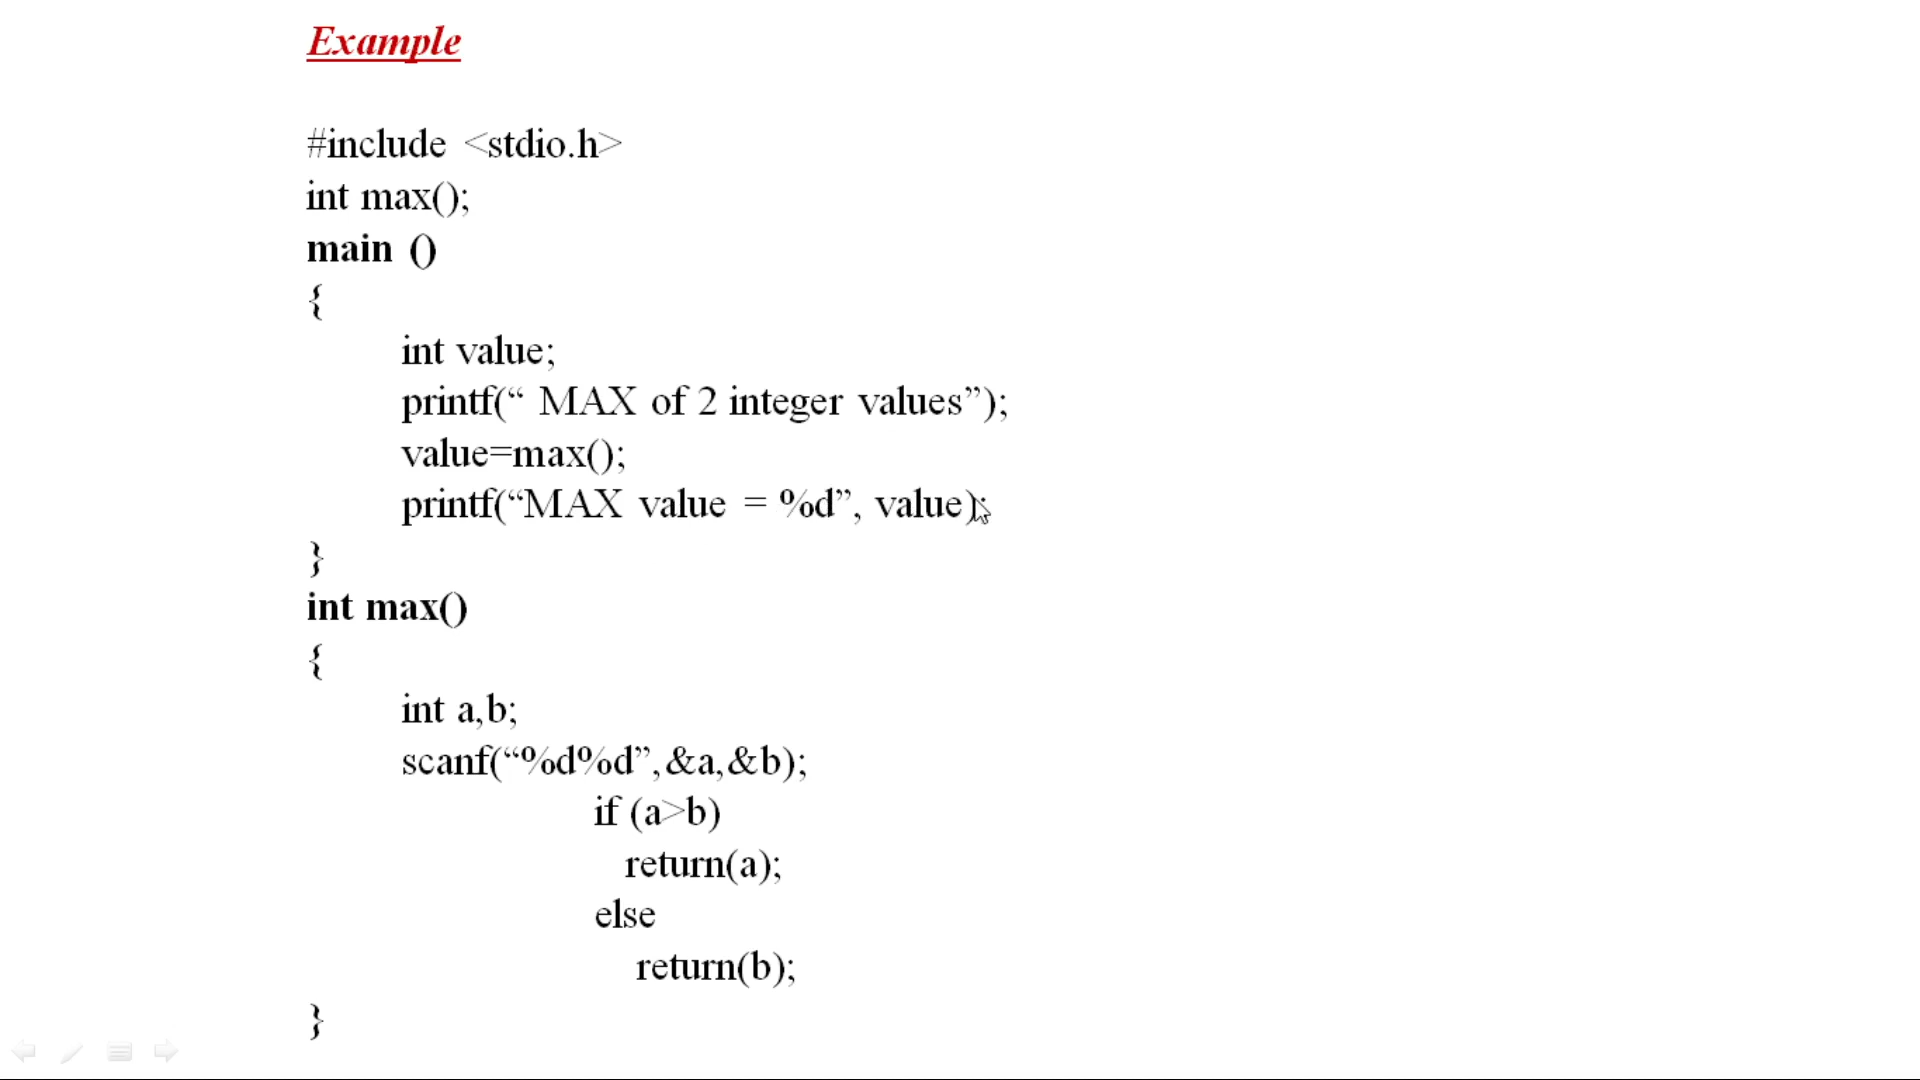 Example
#include <stdio.h>
int max();
main ()
{
int value;
printf(“ MAX of 2 integer values”);
value=max();
printf(“MAX value = %d”, value);
}
int max()
{
int a,b;
scanf(“%d%d”,&a,&b);
if (a>b)
return(a);
else
return(b);
}